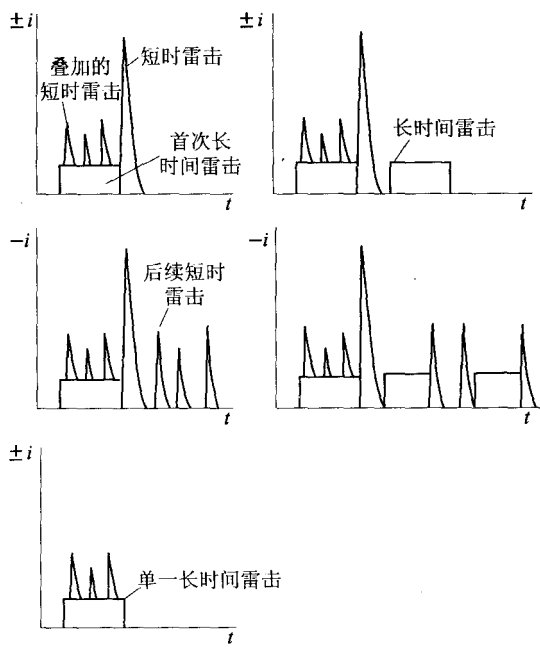 ±i
短时雷击
叠加的
短时雷击
首次长
时间雷击
t
±i
长时间雷击
t
−i
后续短时
雷击
t
−i
t
±i
单一长时间雷击
t